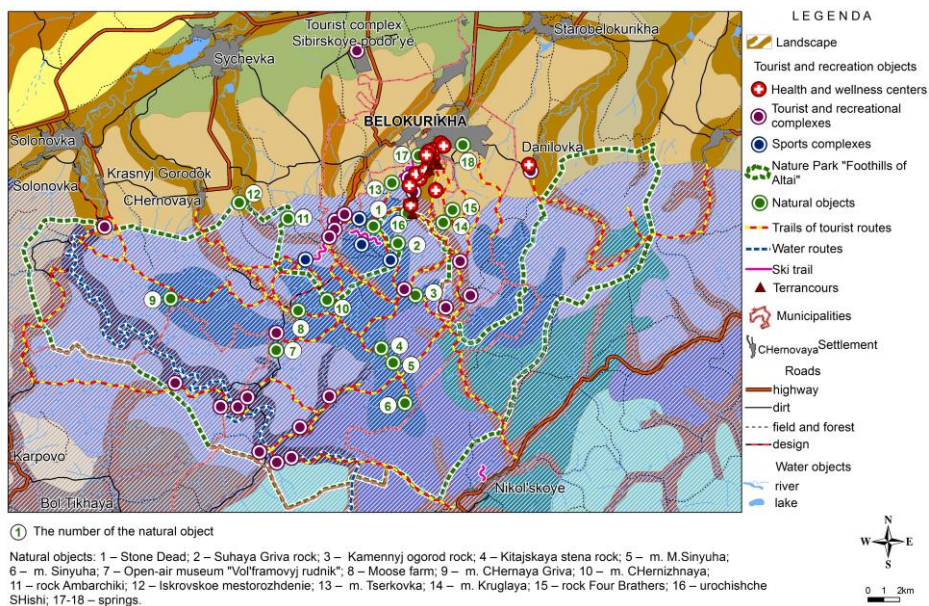 Tourist complex
Sibirskoye podor'ye
Starobelokurikha
Sychevka
BELOKURIKHA
Solonovka
Danilovka
Solonovka
Krasnyj Gorodok
CHernovaya
17
18
13
12
11
1
15
16
14
2
9
10
3
8
7
4
5
6
Karpovo
Bol.Tikhaya
Nikol'skoye
LEGENDA
Landscape
Tourist and recreation objects
Health and wellness centers
Tourist and recreational
complexes
Sports complexes
Nature Park "Foothills of
Altai"
Natural objects
Trails of tourist routes
Water routes
Ski trail
Terrancours
Municipalities
CHernovaya Settlement
Roads
highway
dirt
field and forest
design
Water objects
river
lake
1 The number of the natural object
Natural objects: 1 – Stone Dead; 2 – Suhaya Griva rock; 3 – Kamennyj ogorod rock; 4 – Kitajskaya stena rock; 5 – m. M.Sinyuha;
6 – m. Sinyuha; 7 – Open-air museum "Vol'framovyj rudnik"; 8 – Moose farm; 9 – m. CHernaya Griva; 10 – m. CHernizhnaya;
11 – rock Ambarchiki; 12 – Iskrovskoe mestorozhdenie; 13 – m. Tserkovka; 14 – m. Kruglaya; 15 – rock Four Brathers; 16 – urochishche
SHishi; 17-18 – springs.
N
W E
S
0 1 2km